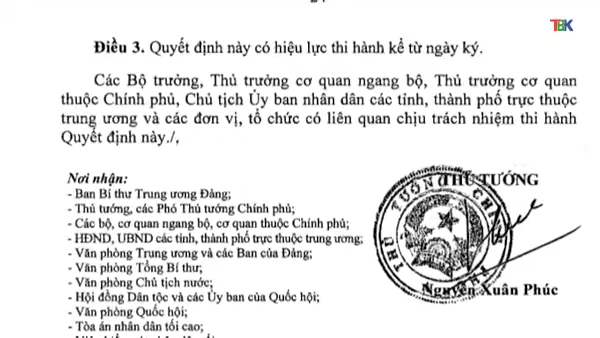 TBK
Điều 3. Quyết định này có hiệu lực thi hành kể từ ngày ký.
Các Bộ trưởng, Thủ trưởng cơ quan ngang bộ, Thủ trưởng cơ quan
thuộc Chính phủ, Chủ tịch Ủy ban nhân dân các tỉnh, thành phố trực thuộc
trung ương và các đơn vị, tổ chức có liên quan chịu trách nhiệm thi hành
Quyết định này./.
Nơi nhận:
- Ban Bí thư Trung ương Đảng;
- Thủ tướng, các Phó Thủ tướng Chính phủ;
- Các bộ, cơ quan ngang bộ, cơ quan thuộc Chính phủ;
- HĐND, UBND các tỉnh, thành phố trực thuộc trung ương;
- Văn phòng Trung ương và các Ban của Đảng;
- Văn phòng Tổng Bí thư;
- Văn phòng Chủ tịch nước;
- Hội đồng Dân tộc và các Ủy ban của Quốc hội;
- Văn phòng Quốc hội;
- Tòa án nhân dân tối cao;
THỦ TƯỚNG
THỦ TƯỚNG CHÍNH
Nguyễn Xuân Phúc